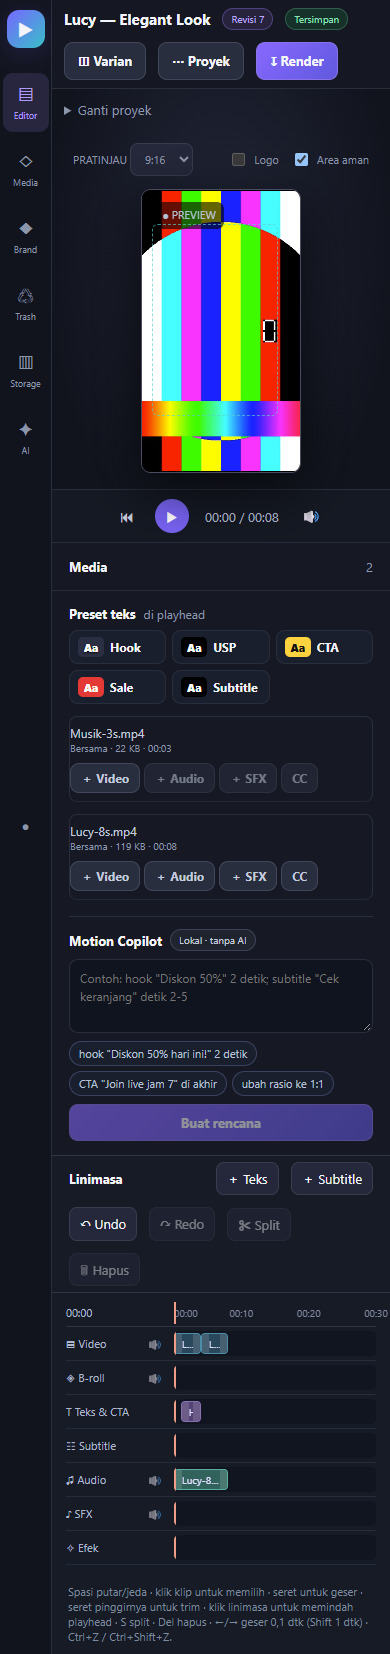 Lucy — Elegant Look Revisi 7 Tersimpan
Varian Proyek Render
Editor
Media
Brand
Trash
Storage
AI
Ganti proyek
PRATINJAU 9:16 Logo Area aman
PREVIEW
00:00 / 00:08
Media 2
Preset teks di playhead
Aa Hook Aa USP Aa CTA
Aa Sale Aa Subtitle
Musik-3s.mp4
Bersama · 22 KB · 00:03
+ Video + Audio + SFX CC
Lucy-8s.mp4
Bersama · 119 KB · 00:08
+ Video + Audio + SFX CC
Motion Copilot Lokal · tanpa AI
Contoh: hook "Diskon 50%" 2 detik; subtitle "Cek
keranjang" detik 2-5
hook "Diskon 50% hari ini!" 2 detik
CTA "Join live jam 7" di akhir ubah rasio ke 1:1
Buat rencana
Linimasa + Teks + Subtitle
Undo Redo Split
Hapus
00:00 00:00 00:10 00:20 00:30
Video L... L...
B-roll
T Teks & CTA
Subtitle
Audio Lucy-8...
SFX
Efek
Spasi putar/jeda · klik klip untuk memilih · seret untuk geser ·
seret pinggirnya untuk trim · klik linimasa untuk memindah
playhead · S split · Del hapus · ←/→ geser 0,1 dtk (Shift 1 dtk) ·
Ctrl+Z / Ctrl+Shift+Z.